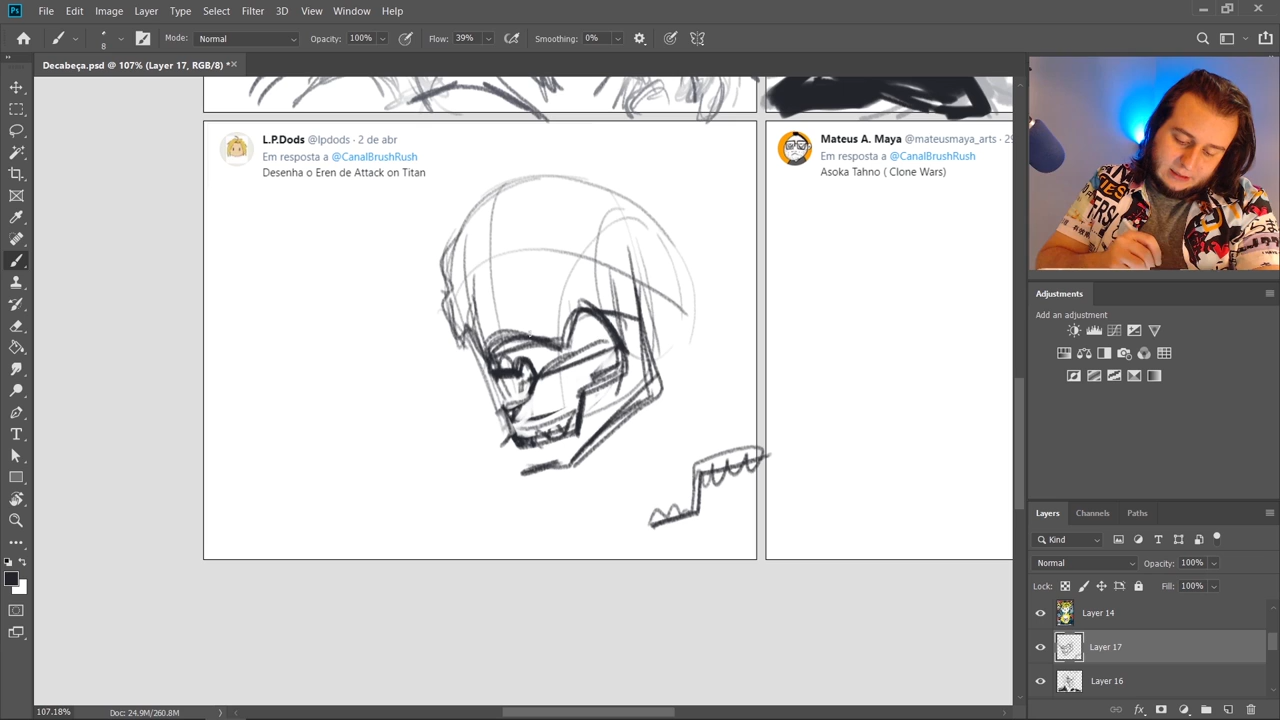 Ps File Edit Image Layer Type Select Filter 3D View Window Help
8 Mode: Normal Opacity: 100% Flow: 39% Smoothing: 0%
Decabeça.psd @ 107% (Layer 17, RGB/8) *
L.P.Dods @lpdods · 2 de abr
Em resposta a @CanalBrushRush
Desenha o Eren de Attack on Titan
Mateus A. Maya @mateusmaya_arts · 29
Em resposta a @CanalBrushRush
Asoka Tahno ( Clone Wars)
Adjustments
Add an adjustment
Layers Channels Paths
Kind
Normal Opacity: 100%
Lock: Fill: 100%
Layer 14
Layer 17
Layer 16
107.18% Doc: 24.9M/260.8M